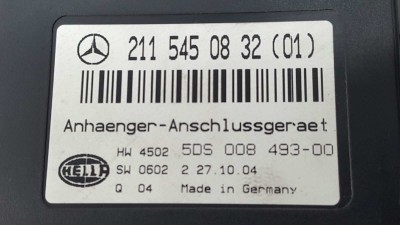 211 545 08 32 (01)
Anhaenger-Anschlussgeraet
HW 4502 5DS 008 493-00
HELLA SW 0602 2 27.10.04
Q 04 Made in Germany